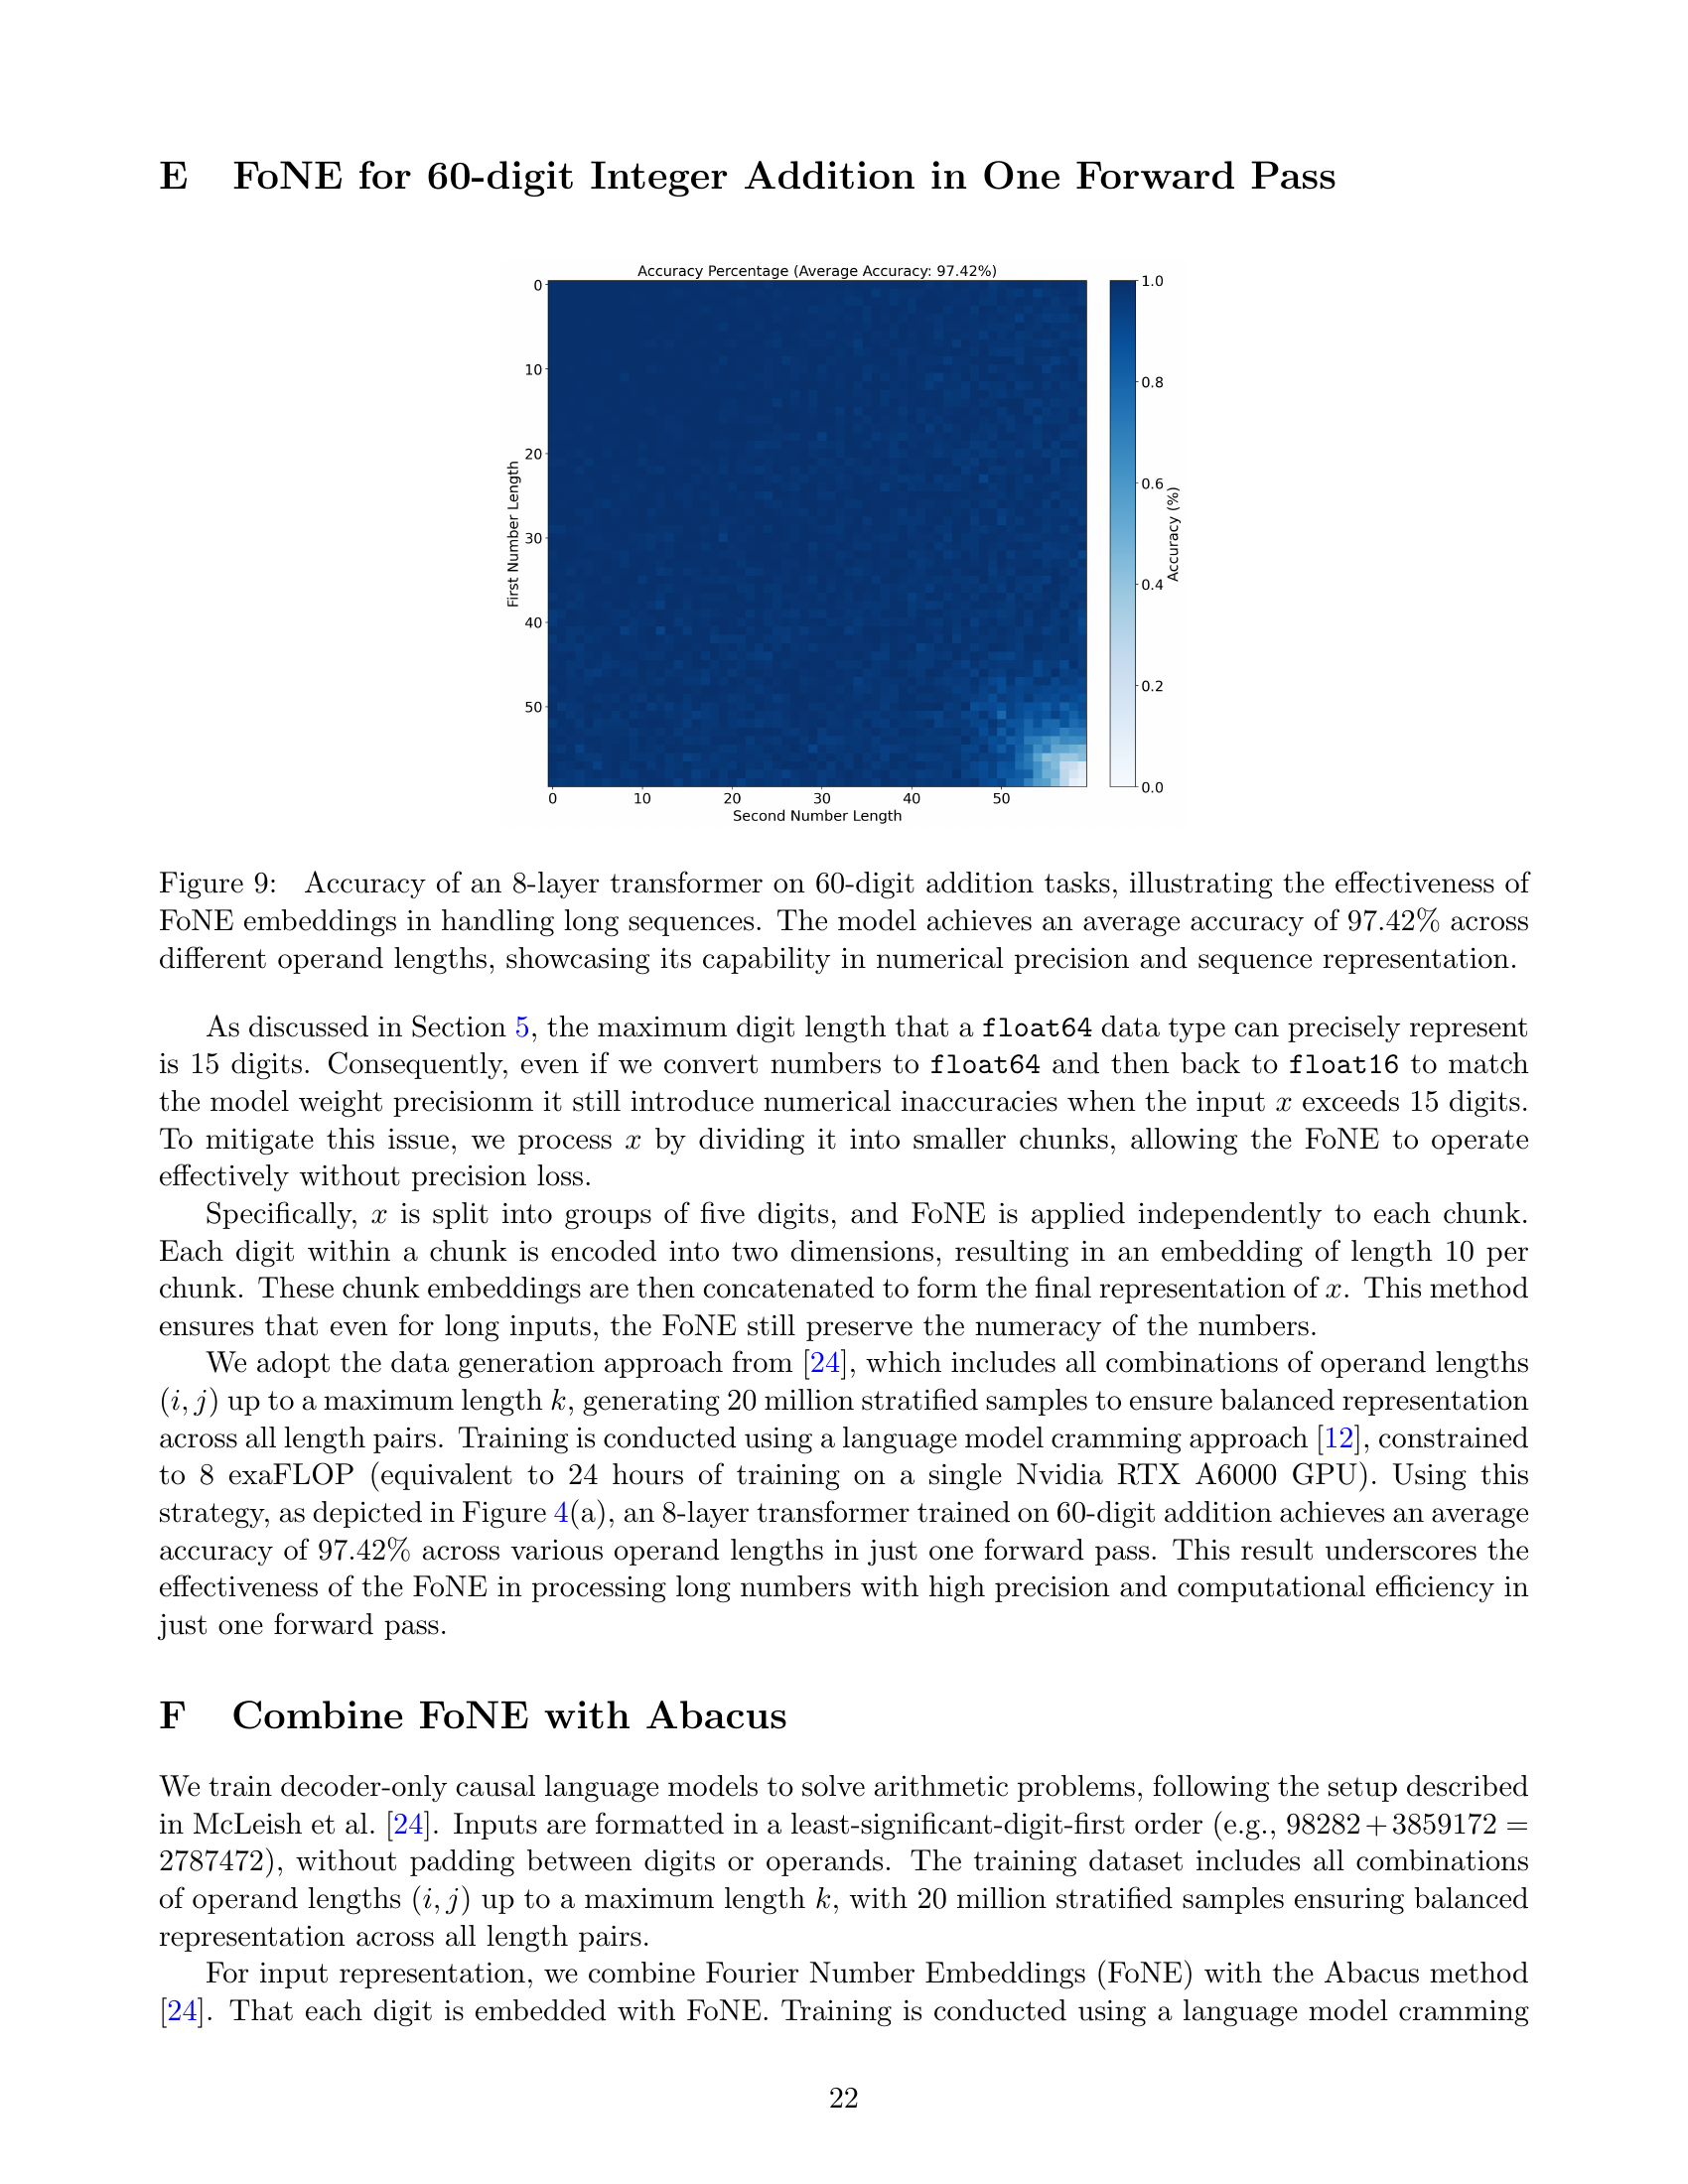 E FoNE for 60-digit Integer Addition in One Forward Pass
Accuracy Percentage (Average Accuracy: 97.42%)
0
10
20
30
40
50
First Number Length
0 10 20 30 40 50
Second Number Length
1.0
0.8
0.6
0.4
0.2
0.0
Accuracy (%)
Figure 9: Accuracy of an 8-layer transformer on 60-digit addition tasks, illustrating the effectiveness of
FoNE embeddings in handling long sequences. The model achieves an average accuracy of 97.42% across
different operand lengths, showcasing its capability in numerical precision and sequence representation.
As discussed in Section 5, the maximum digit length that a float64 data type can precisely represent
is 15 digits. Consequently, even if we convert numbers to float64 and then back to float16 to match
the model weight precisionm it still introduce numerical inaccuracies when the input x exceeds 15 digits.
To mitigate this issue, we process x by dividing it into smaller chunks, allowing the FoNE to operate
effectively without precision loss.
Specifically, x is split into groups of five digits, and FoNE is applied independently to each chunk.
Each digit within a chunk is encoded into two dimensions, resulting in an embedding of length 10 per
chunk. These chunk embeddings are then concatenated to form the final representation of x. This method
ensures that even for long inputs, the FoNE still preserve the numeracy of the numbers.
We adopt the data generation approach from [24], which includes all combinations of operand lengths
(i, j) up to a maximum length k, generating 20 million stratified samples to ensure balanced representation
across all length pairs. Training is conducted using a language model cramming approach [12], constrained
to 8 exaFLOP (equivalent to 24 hours of training on a single Nvidia RTX A6000 GPU). Using this
strategy, as depicted in Figure 4(a), an 8-layer transformer trained on 60-digit addition achieves an average
accuracy of 97.42% across various operand lengths in just one forward pass. This result underscores the
effectiveness of the FoNE in processing long numbers with high precision and computational efficiency in
just one forward pass.
F Combine FoNE with Abacus
We train decoder-only causal language models to solve arithmetic problems, following the setup described
in McLeish et al. [24]. Inputs are formatted in a least-significant-digit-first order (e.g., 98282 + 3859172 =
2787472), without padding between digits or operands. The training dataset includes all combinations
of operand lengths (i, j) up to a maximum length k, with 20 million stratified samples ensuring balanced
representation across all length pairs.
For input representation, we combine Fourier Number Embeddings (FoNE) with the Abacus method
[24]. That each digit is embedded with FoNE. Training is conducted using a language model cramming
22